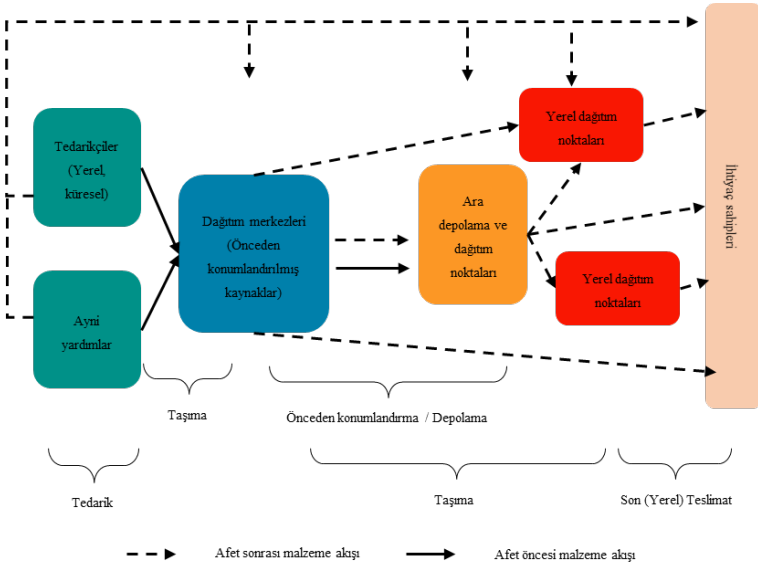 Tedarikçiler
(Yerel,
küresel)
Ayni
yardımlar
Dağıtım merkezleri
(Önceden
konumlandırılmış
kaynaklar)
Ara
depolama ve
dağıtım
noktaları
Yerel dağıtım
noktaları
Yerel dağıtım
noktaları
İhtiyaç sahipleri
Taşıma
Önceden konumlandırma / Depolama
Tedarik
Taşıma
Son (Yerel) Teslimat
Afet sonrası malzeme akışı
Afet öncesi malzeme akışı